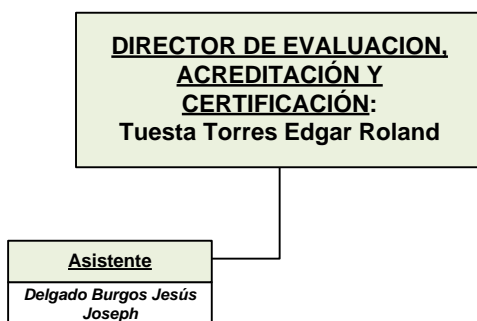 DIRECTOR DE EVALUACION,
ACREDITACIÓN Y
CERTIFICACIÓN:
Tuesta Torres Edgar Roland
Asistente
Delgado Burgos Jesús
Joseph